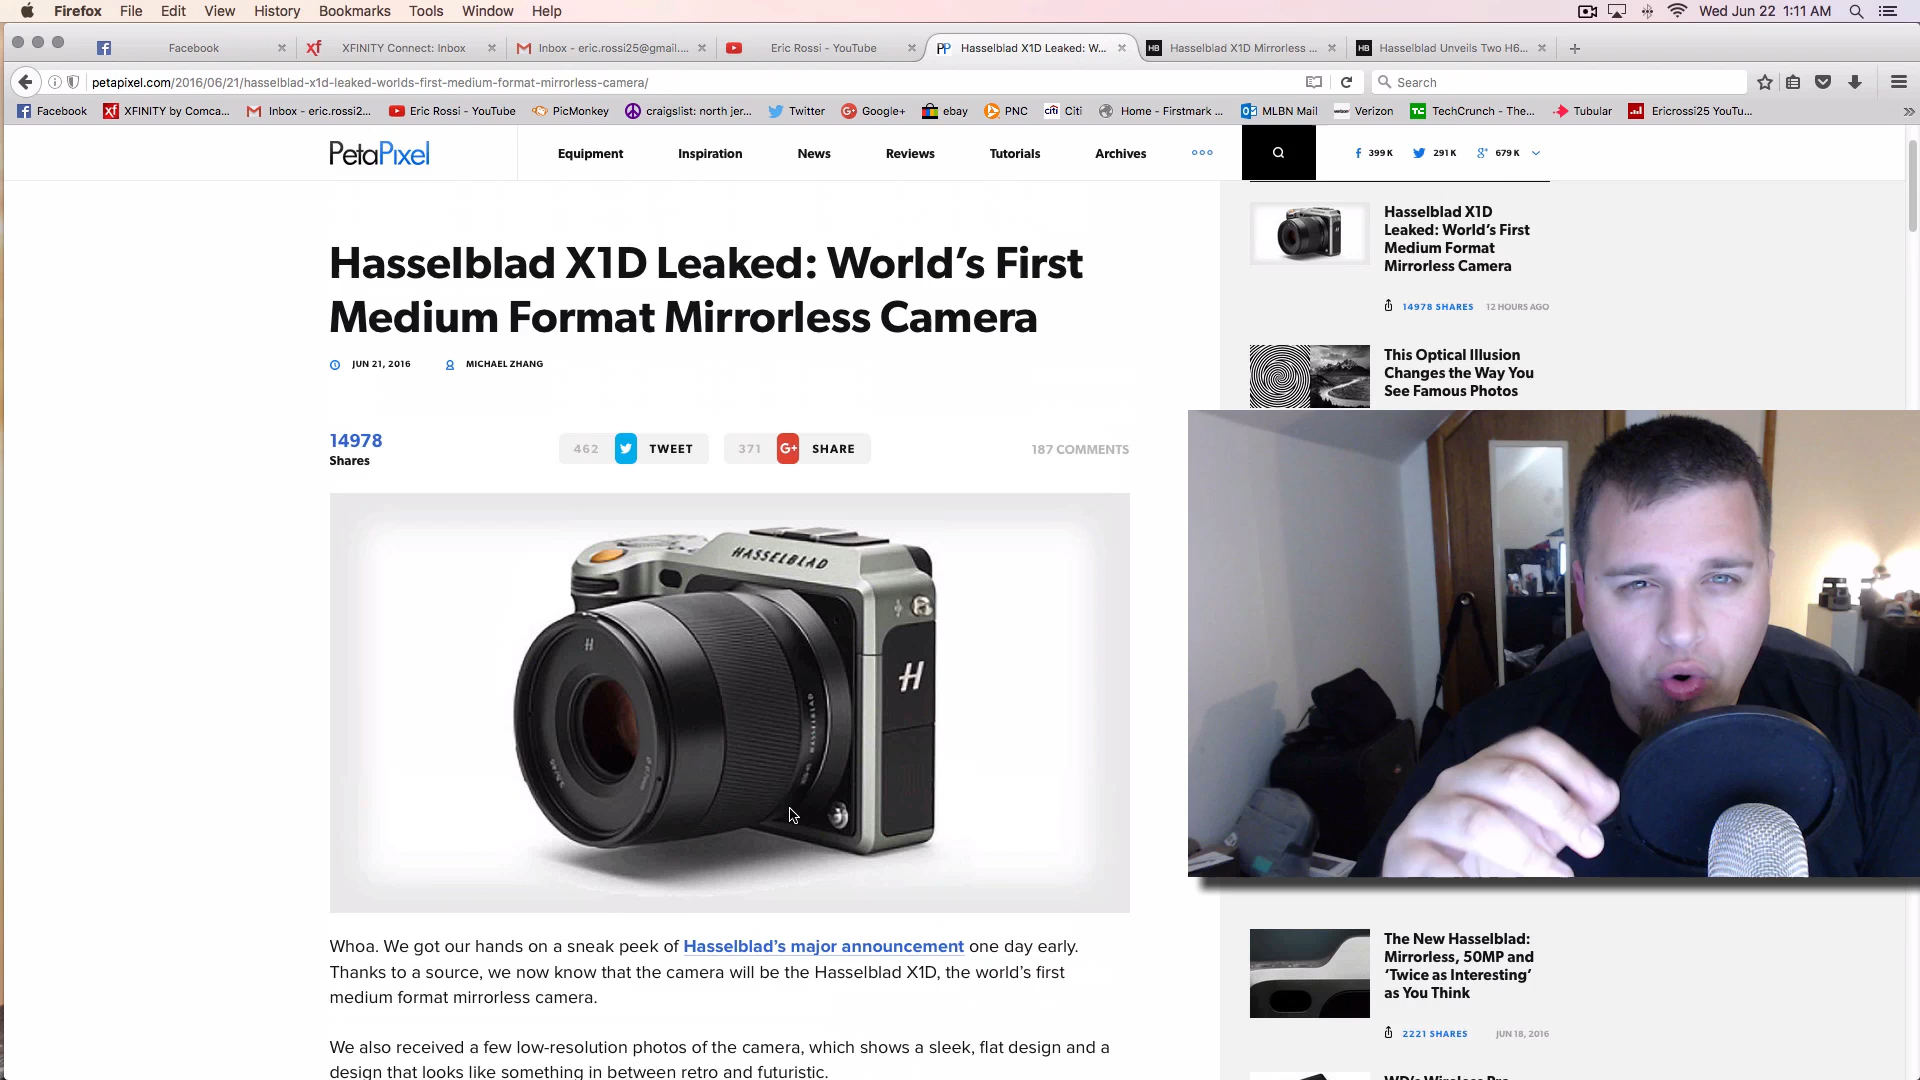 Firefox File Edit View History Bookmarks Tools Window Help Wed Jun 22 1:11 AM
Facebook XFINITY Connect: Inbox Inbox - eric.rossi25@gmail.... Eric Rossi - YouTube Hasselblad X1D Leaked: W... Hasselblad X1D Mirrorless ... Hasselblad Unveils Two H6...
petapixel.com/2016/06/21/hasselblad-x1d-leaked-worlds-first-medium-format-mirrorless-camera/ Search
Facebook XFINITY by Comca... Inbox - eric.rossi2... Eric Rossi - YouTube PicMonkey craigslist: north jer... Twitter Google+ ebay PNC Citi Home - Firstmark ... MLBN Mail Verizon TechCrunch - The... Tubular Ericrossi25 YouTu...
PetaPixel Equipment Inspiration News Reviews Tutorials Archives 399 K 291 K 679 K
Hasselblad X1D Leaked: World's First
Medium Format Mirrorless Camera
JUN 21, 2016 MICHAEL ZHANG
14978
Shares
462 TWEET 371 SHARE 187 COMMENTS
HASSELBLAD
H
H
HASSELBLAD
Whoa. We got our hands on a sneak peek of Hasselblad's major announcement one day early.
Thanks to a source, we now know that the camera will be the Hasselblad X1D, the world's first
medium format mirrorless camera.
We also received a few low-resolution photos of the camera, which shows a sleek, flat design and a
design that looks like something in between retro and futuristic.
Hasselblad X1D
Leaked: World's First
Medium Format
Mirrorless Camera
14978 SHARES 12 HOURS AGO
This Optical Illusion
Changes the Way You
See Famous Photos
The New Hasselblad:
Mirrorless, 50MP and
'Twice as Interesting'
as You Think
2221 SHARES JUN 18, 2016